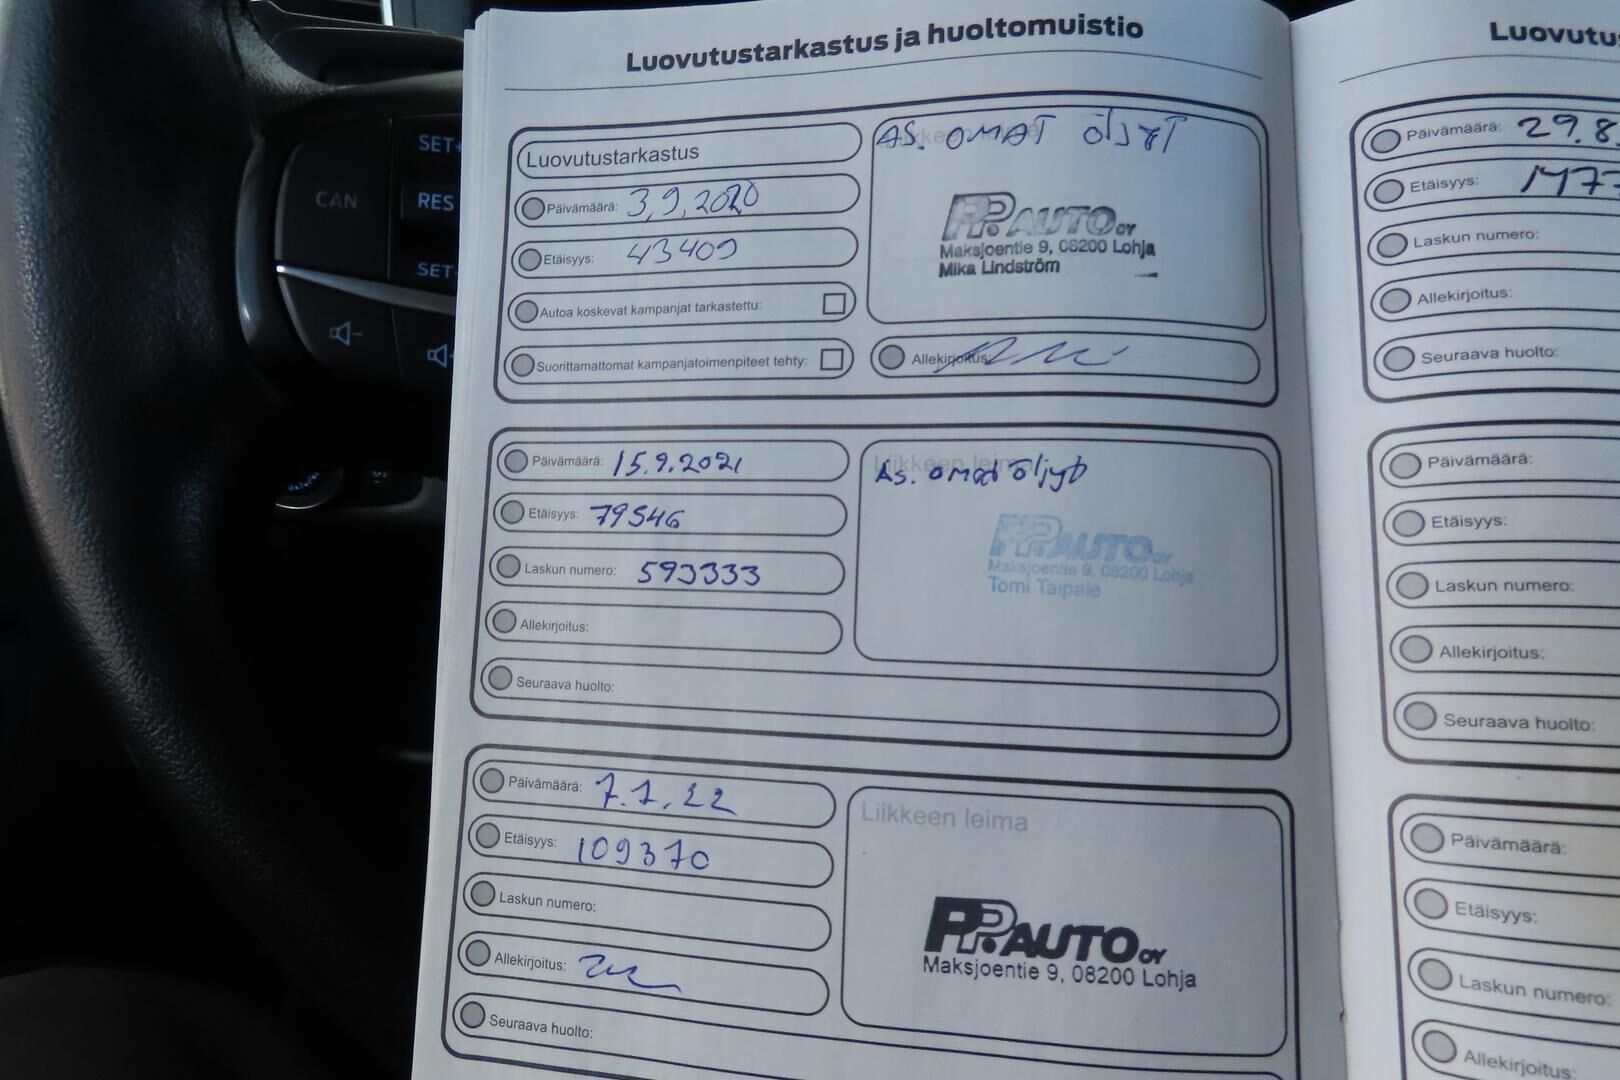 Luovutustarkastus ja huoltomuistio
Luovutustarkastus
Päivämäärä: 3.9.2020
Etäisyys: 43409
Autoa koskevat kampanjat tarkastettu:
Suorittamattomat kampanjatoimenpiteet tehty:
AS. OMAT ÖLJYT
PP.AUTO OY
Maksjoentie 9, 08200 Lohja
Mika Lindström
Allekirjoitus:
Päivämäärä: 15.9.2021
Etäisyys: 79546
Laskun numero: 593333
Allekirjoitus:
Seuraava huolto:
Liikkeen leima
As. omat öljyt
PP.AUTO OY
Maksjoentie 9, 08200 Lohja
Tomi Taipale
Päivämäärä: 7.7.22
Etäisyys: 109370
Laskun numero:
Allekirjoitus:
Seuraava huolto:
Liikkeen leima
PP.AUTO OY
Maksjoentie 9, 08200 Lohja
Luovutu
Päivämäärä: 29.8.
Etäisyys: 1477
Laskun numero:
Allekirjoitus:
Seuraava huolto:
Päivämäärä:
Etäisyys:
Laskun numero:
Allekirjoitus:
Seuraava huolto:
Päivämäärä:
Etäisyys:
Laskun numero:
Allekirjoitus:
SET+
CAN
RES
SET-